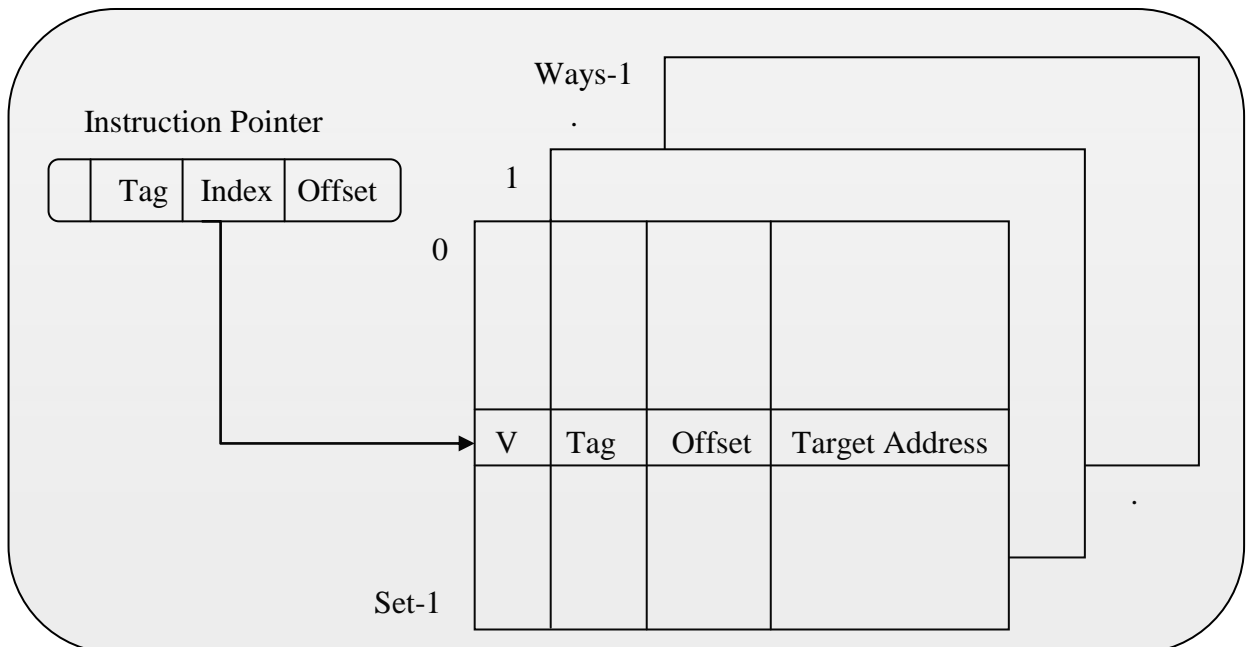 Ways-1
.
Instruction Pointer
Tag Index Offset
1
0
V Tag Offset Target Address
.
Set-1